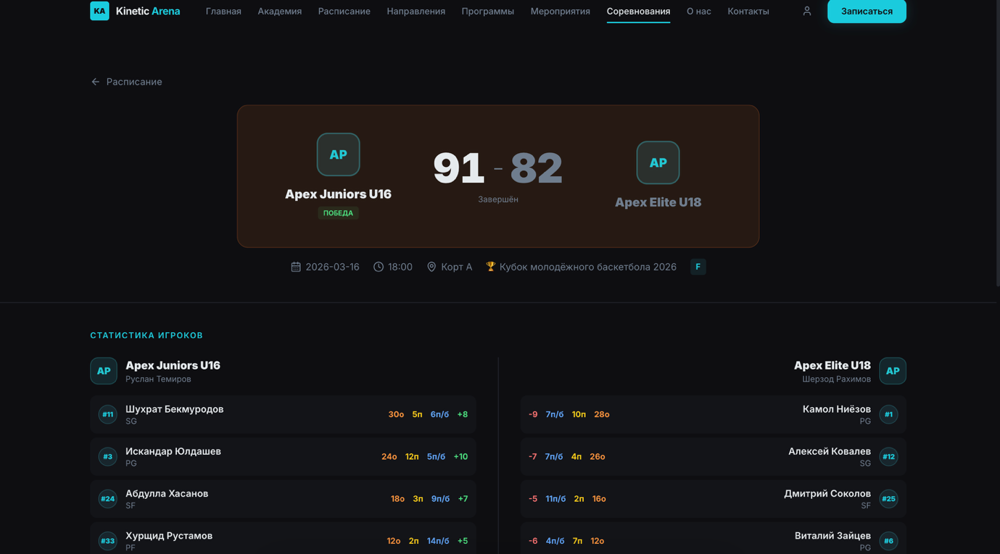 KA Kinetic Arena Главная Академия Расписание Направления Программы Мероприятия Соревнования О нас Контакты Записаться
← Расписание
AP
Apex Juniors U16
ПОБЕДА
91 – 82
Завершён
AP
Apex Elite U18
2026-03-16 18:00 Корт A 🏆 Кубок молодёжного баскетбола 2026 F
СТАТИСТИКА ИГРОКОВ
AP Apex Juniors U16
Руслан Темиров
#11 Шухрат Бекмуродов 30о 5п 6п/б +8
SG
#3 Искандар Юлдашев 24о 12п 5п/б +10
PG
#24 Абдулла Хасанов 18о 3п 9п/б +7
SF
#33 Хурщид Рустамов 12о 2п 14п/б +5
PF
Apex Elite U18 AP
Шерзод Рахимов
-9 7п/б 10п 28о Камол Ниёзов #1
PG
-7 7п/б 4п 26о Алексей Ковалев #12
SG
-5 11п/б 2п 16о Дмитрий Соколов #25
SF
-6 4п/б 7п 12о Виталий Зайцев #6
PG